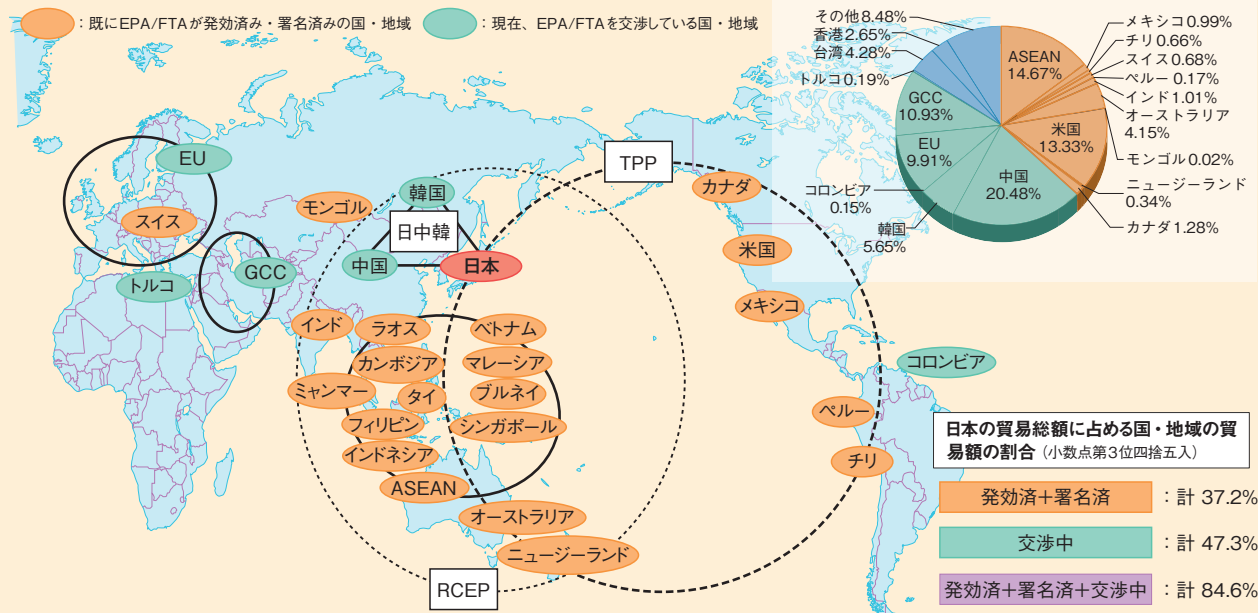 ：既にEPA/FTAが発効済み・署名済みの国・地域
：現在、EPA/FTAを交渉している国・地域
その他8.48%
香港2.65%
台湾4.28%
トルコ0.19%
GCC
10.93%
EU
9.91%
コロンビア
0.15%
韓国
5.65%
中国
20.48%
ASEAN
14.67%
米国
13.33%
メキシコ0.99%
チリ0.66%
スイス0.68%
ペルー0.17%
インド1.01%
オーストラリア
4.15%
モンゴル0.02%
ニュージーランド
0.34%
カナダ1.28%
EU
スイス
トルコ
GCC
モンゴル
韓国
日中韓
中国
日本
TPP
カナダ
米国
メキシコ
コロンビア
ペルー
チリ
インド
ラオス
ベトナム
カンボジア
マレーシア
ミャンマー
タイ
ブルネイ
フィリピン
シンガポール
インドネシア
ASEAN
オーストラリア
ニュージーランド
RCEP
日本の貿易総額に占める国・地域の貿
易額の割合（小数点第3位四捨五入）
発効済＋署名済：計 37.2%
交渉中：計 47.3%
発効済＋署名済＋交渉中：計 84.6%